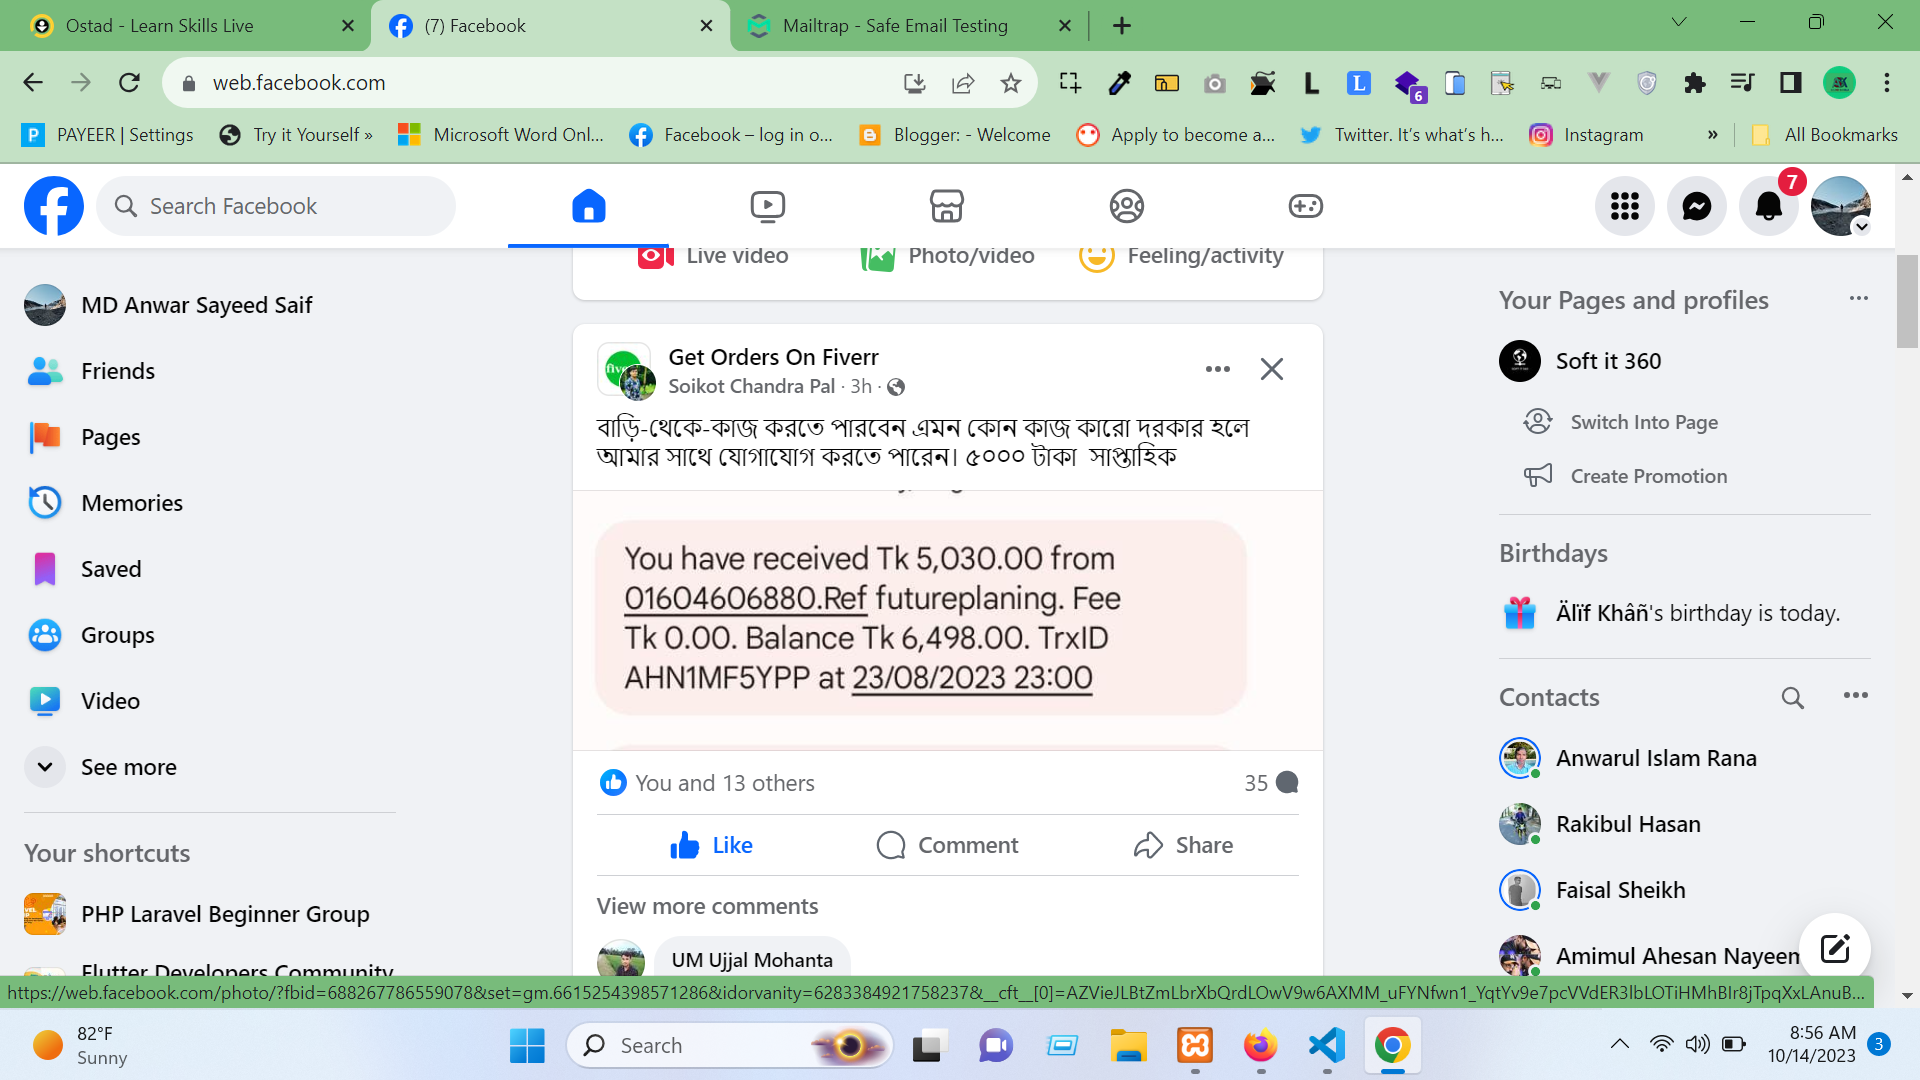 Ostad - Learn Skills Live
(7) Facebook
Mailtrap - Safe Email Testing
web.facebook.com
6
PAYEER | Settings
Try it Yourself »
Microsoft Word Onl...
Facebook – log in o...
Blogger: - Welcome
Apply to become a...
Twitter. It's what's h...
Instagram
»
All Bookmarks
Search Facebook
7
Live video
Photo/video
Feeling/activity
MD Anwar Sayeed Saif
Friends
Pages
Memories
Saved
Groups
Video
See more
Your shortcuts
PHP Laravel Beginner Group
Flutter Developers Community
Get Orders On Fiverr
Soikot Chandra Pal · 3h ·
বাড়ি-থেকে-কাজ করতে পারবেন এমন কোন কাজ কারো দরকার হলে
আমার সাথে যোগাযোগ করতে পারেন। ৫০০০ টাকা সাপ্তাহিক
You have received Tk 5,030.00 from
01604606880.Ref futureplaning. Fee
Tk 0.00. Balance Tk 6,498.00. TrxID
AHN1MF5YPP at 23/08/2023 23:00
You and 13 others
35
Like
Comment
Share
View more comments
UM Ujjal Mohanta
Your Pages and profiles
Soft it 360
Switch Into Page
Create Promotion
Birthdays
Älïf Khâñ's birthday is today.
Contacts
Anwarul Islam Rana
Rakibul Hasan
Faisal Sheikh
Amimul Ahesan Nayeem
https://web.facebook.com/photo/?fbid=688267786559078&set=gm.6615254398571286&idorvanity=6283384921758237&__cft__[0]=AZVieJLBtZmLbrXbQrdLOwV9w6AXMM_uFYNfwn1_YqtYv9e7pcVVdER3lbLOTiHMhBIr8jTpqXxLAnuB...
82°F
Sunny
Search
8:56 AM
10/14/2023
3